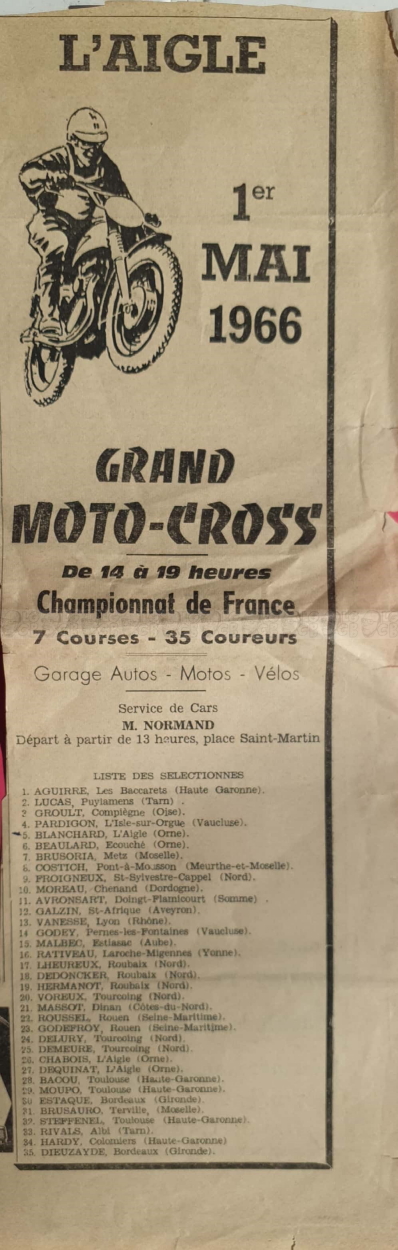 L'AIGLE
1er
MAI
1966
GRAND
MOTO-CROSS
De 14 à 19 heures
Championnat de France
7 Courses - 35 Coureurs
Garage Autos - Motos - Vélos
Service de Cars
M. NORMAND
Départ à partir de 13 heures, place Saint-Martin
LISTE DES SELECTIONNES
1. AGUIRRE, Les Baccarets (Haute Garonne).
2. LUCAS, Puylamens (Tarn) .
3 GROULT, Compiègne (Oise).
4. PARDIGON, L'Isle-sur-Orgue (Vaucluse).
5. BLANCHARD, L'Aigle (Orne).
6. BEAULARD, Ecouché (Orne).
7. BRUSORIA, Metz (Moselle).
8. COSTICH, Pont-à-Mousson (Meurthe-et-Moselle).
9. FROIGNEUX, St-Sylvestre-Cappel (Nord).
10. MOREAU, Chenand (Dordogne).
11. AVRONSART, Doingt-Flamicourt (Somme) .
12. GALZIN, St-Afrique (Aveyron).
13. VANESSE, Lyon (Rhône).
14 GODEY, Pernes-les-Fontaines (Vaucluse).
15. MALBEC, Estissac (Aube).
16. RATIVEAU, Laroche-Migennes (Yonne).
17. LHEUREUX, Roubaix (Nord).
18. DEDONCKER, Roubaix (Nord).
19. HERMANOT, Roubaix (Nord).
20. VOREUX, Tourcoing (Nord).
21. MASSOT, Dinan (Côtes-du-Nord).
22. ROUSSEL, Rouen (Seine-Maritime).
23. GODEFROY, Rouen (Seine-Maritime).
24. DELURY, Tourcoing (Nord).
25. DEMEURE, Tourcoing (Nord).
26. CHABOIS, L'Aigle (Orne).
27. DEQUINAT, L'Aigle (Orne).
28. BACOU, Toulouse (Haute-Garonne).
29. MOUPO, Toulouse (Haute-Garonne).
30 ESTAQUE, Bordeaux (Gironde).
31. BRUSAURO, Terville, (Moselle).
32. STEFFENEL, Toulouse (Haute-Garonne).
33. RIVALS, Albi (Tarn).
34. HARDY, Colomiers (Haute-Garonne)
35. DIEUZAYDE, Bordeaux (Gironde).